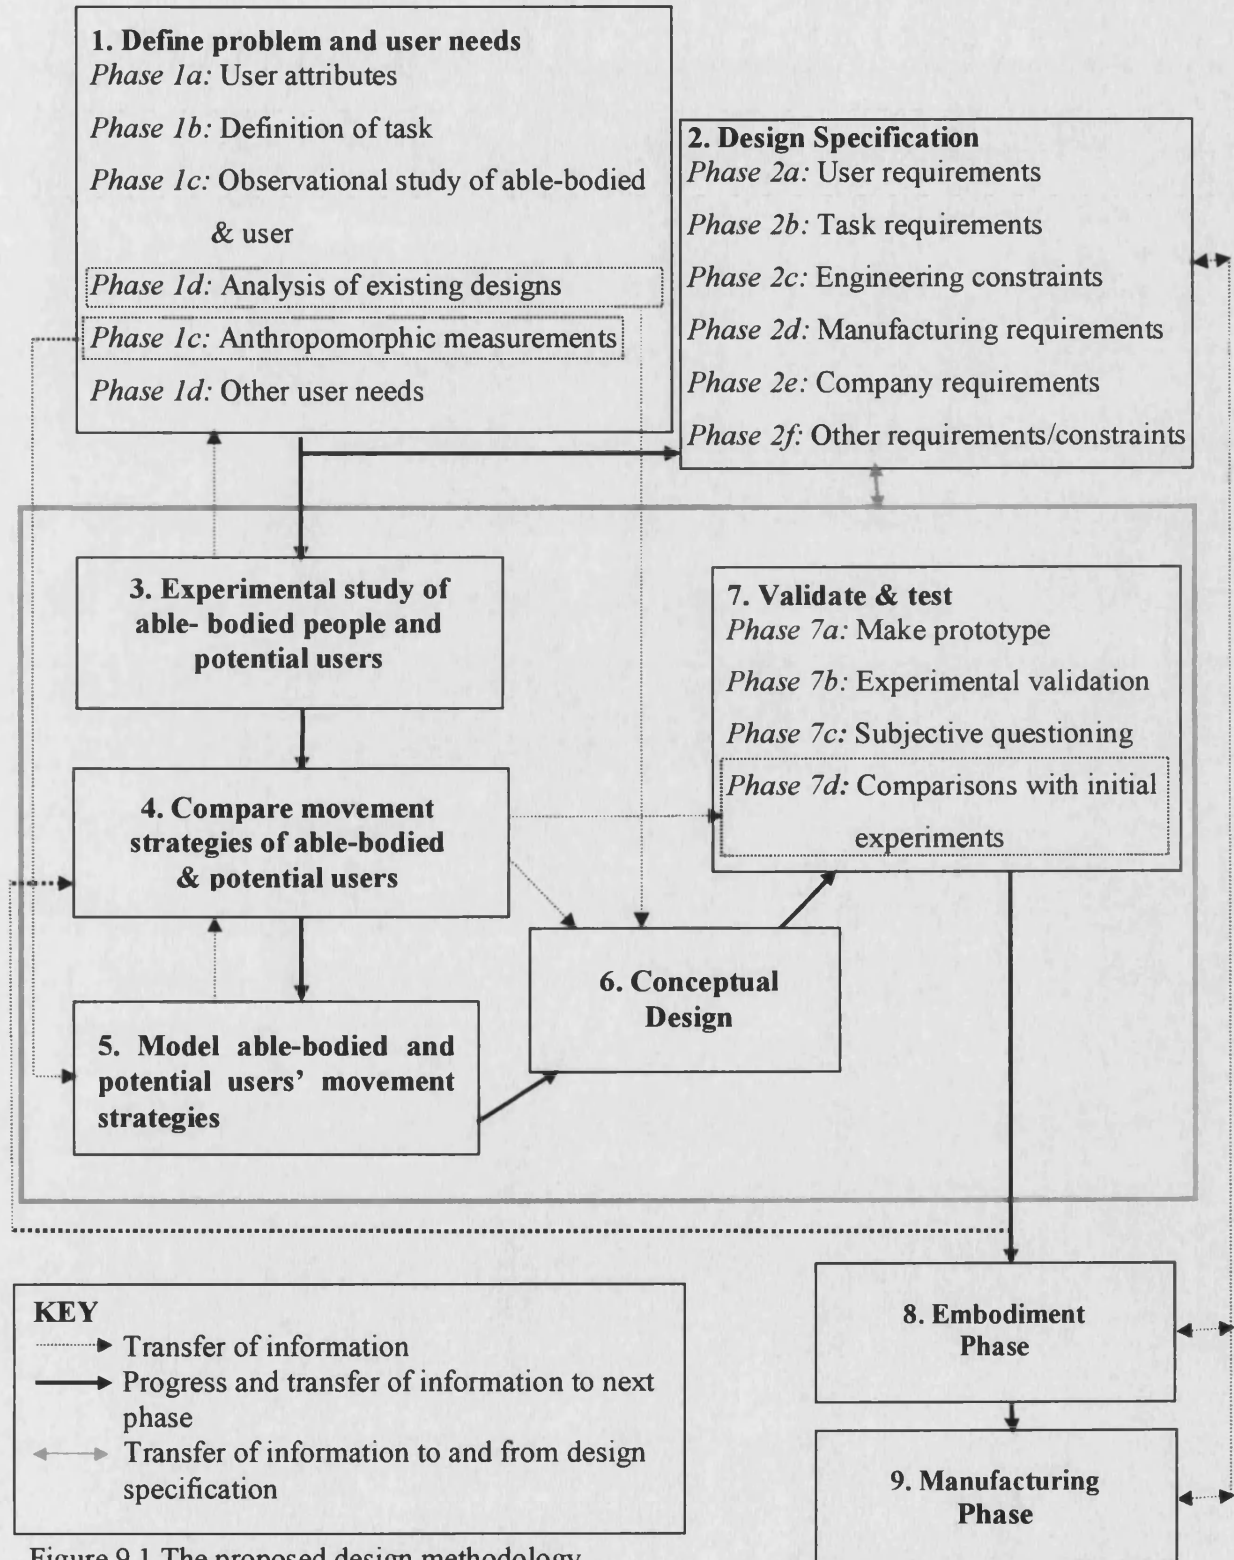 1. Define problem and user needs
Phase 1a: User attributes
Phase 1b: Definition of task
Phase 1c: Observational study of able-bodied
& user
Phase 1d: Analysis of existing designs
Phase 1c: Anthropomorphic measurements
Phase 1d: Other user needs
2. Design Specification
Phase 2a: User requirements
Phase 2b: Task requirements
Phase 2c: Engineering constraints
Phase 2d: Manufacturing requirements
Phase 2e: Company requirements
Phase 2f: Other requirements/constraints
3. Experimental study of
able- bodied people and
potential users
4. Compare movement
strategies of able-bodied
& potential users
5. Model able-bodied and
potential users’ movement
strategies
6. Conceptual
Design
7. Validate & test
Phase 7a: Make prototype
Phase 7b: Experimental validation
Phase 7c: Subjective questioning
Phase 7d: Comparisons with initial
experiments
8. Embodiment
Phase
9. Manufacturing
Phase
KEY
Transfer of information
Progress and transfer of information to next
phase
Transfer of information to and from design
specification
Figure 9.1 The proposed design methodology